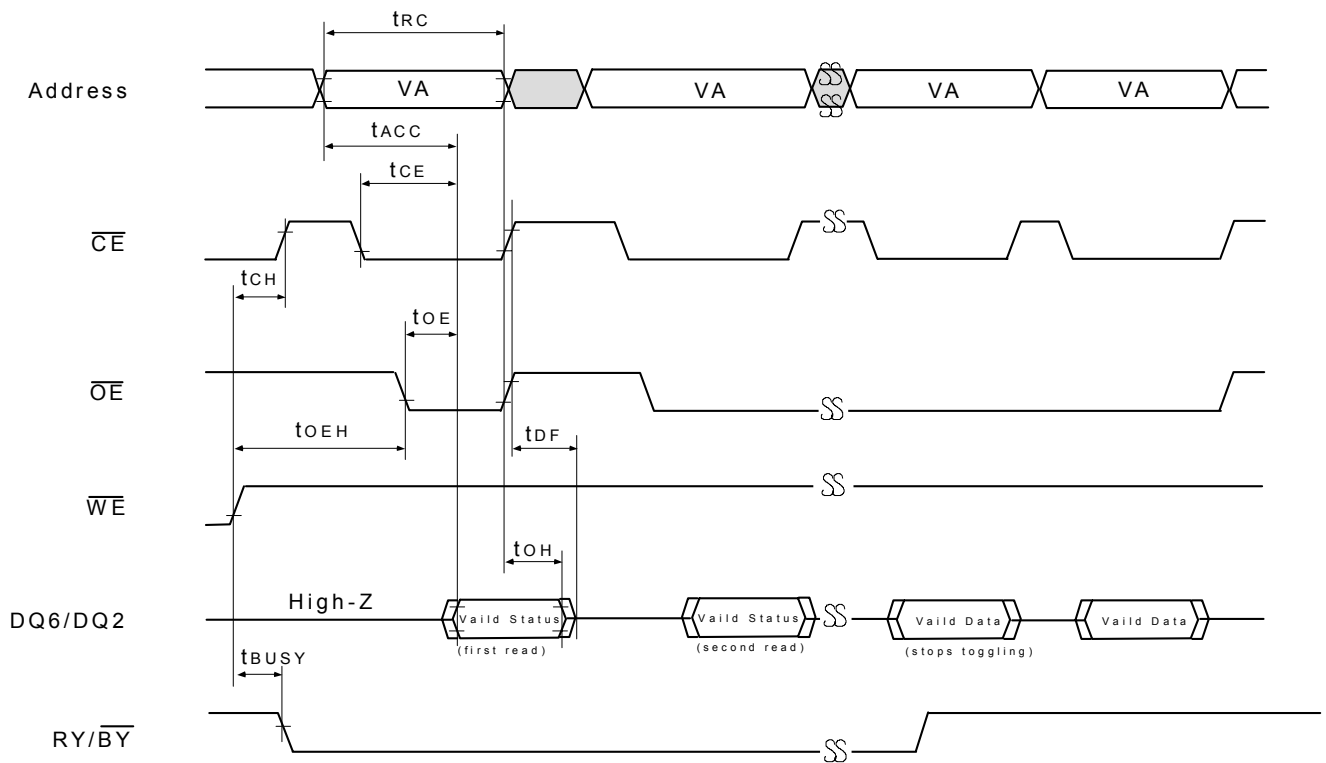 tRC
Address VA VA VA VA
tACC
tCE
CE
tCH
tOE
OE
tOEH
tDF
WE
tOH
High-Z
DQ6/DQ2 Vaild Status Vaild Status Vaild Data Vaild Data
(first read) (second read) (stops toggling)
tBUSY
RY/BY